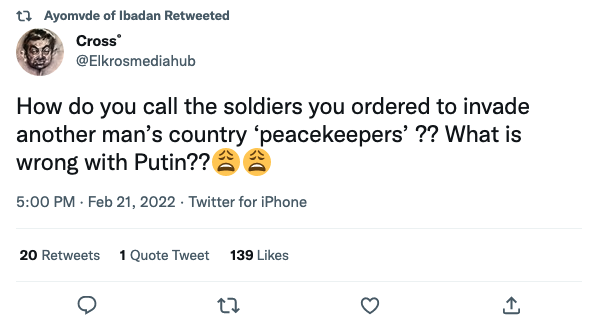 Ayomvde of Ibadan Retweeted
Cross°
@Elkrosmediahub
How do you call the soldiers you ordered to invade
another man’s country ‘peacekeepers’ ?? What is
wrong with Putin??😩😩
5:00 PM · Feb 21, 2022 · Twitter for iPhone
20 Retweets 1 Quote Tweet 139 Likes